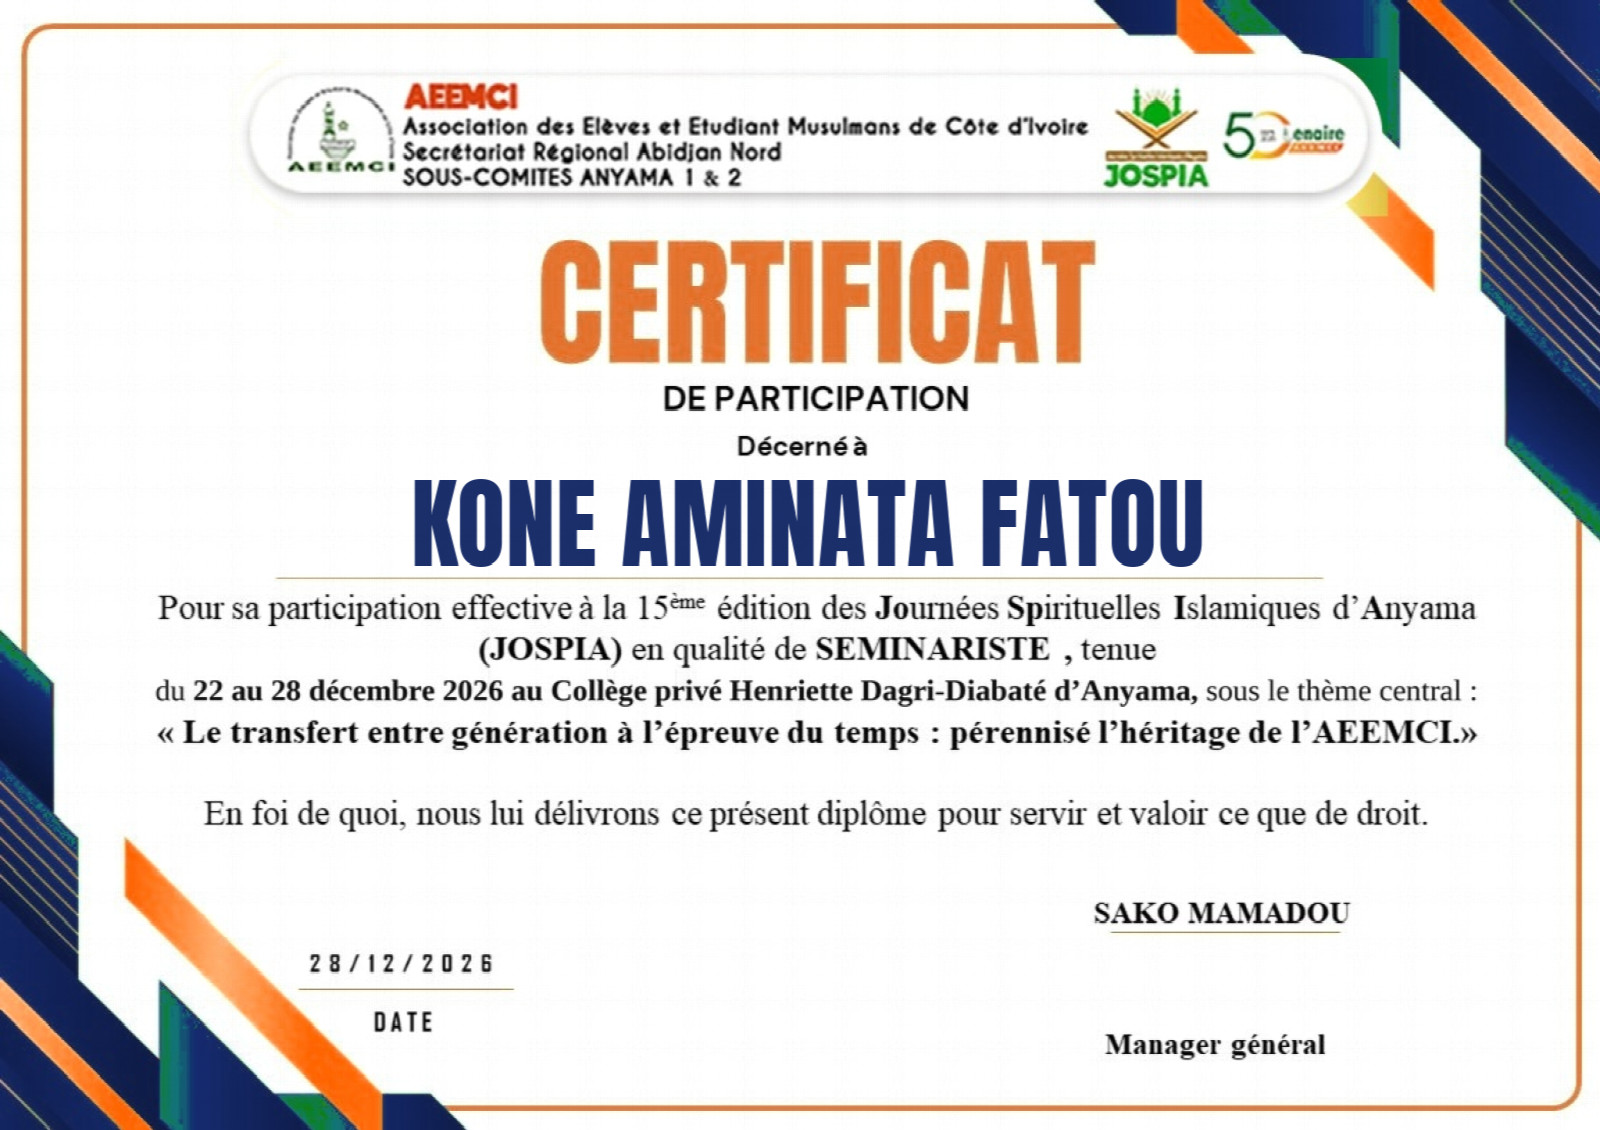 AEEMCI
Association des Elèves et Etudiant Musulmans de Côte d'Ivoire
Secrétariat Régional Abidjan Nord
SOUS-COMITES ANYAMA 1 & 2
AEEMCI
JOSPIA
50 enaire
CERTIFICAT
DE PARTICIPATION
Décerné à
KONE AMINATA FATOU
Pour sa participation effective à la 15ème édition des Journées Spirituelles Islamiques d’Anyama
(JOSPIA) en qualité de SEMINARISTE , tenue
du 22 au 28 décembre 2026 au Collège privé Henriette Dagri-Diabaté d’Anyama, sous le thème central :
« Le transfert entre génération à l’épreuve du temps : pérennisé l’héritage de l’AEEMCI.»
En foi de quoi, nous lui délivrons ce présent diplôme pour servir et valoir ce que de droit.
SAKO MAMADOU
28/12/2026
DATE
Manager général